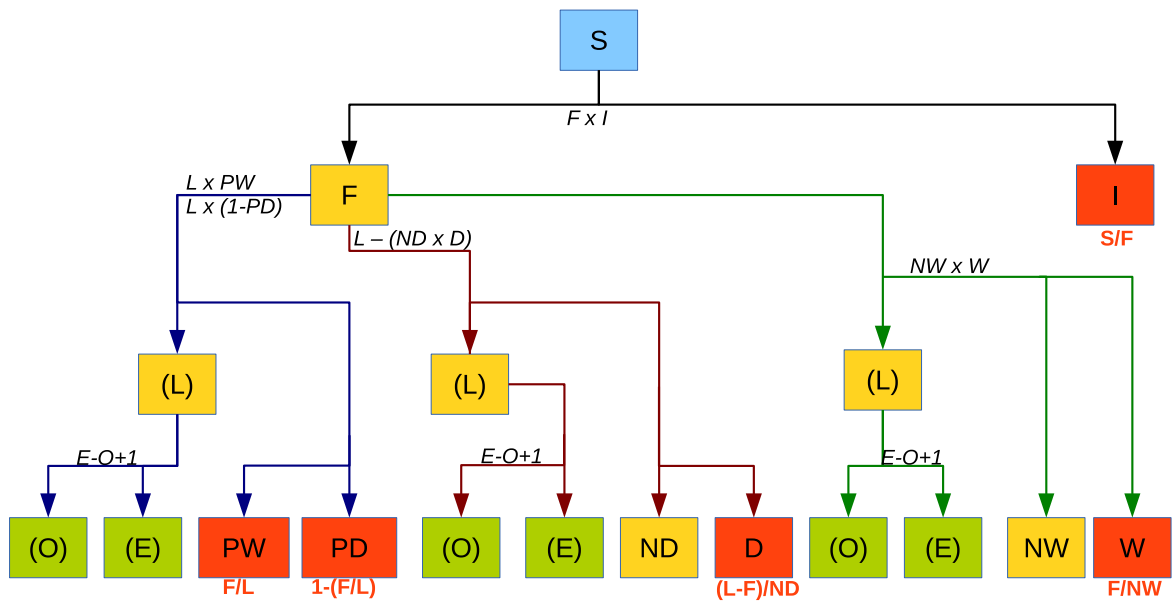 S
F x I
F
I
S/F
L x PW
L x (1-PD)
L – (ND x D)
NW x W
(L)
(L)
(L)
E-O+1
E-O+1
E-O+1
(O)
(E)
PW
PD
(O)
(E)
ND
D
(O)
(E)
NW
W
F/L
1-(F/L)
(L-F)/ND
F/NW